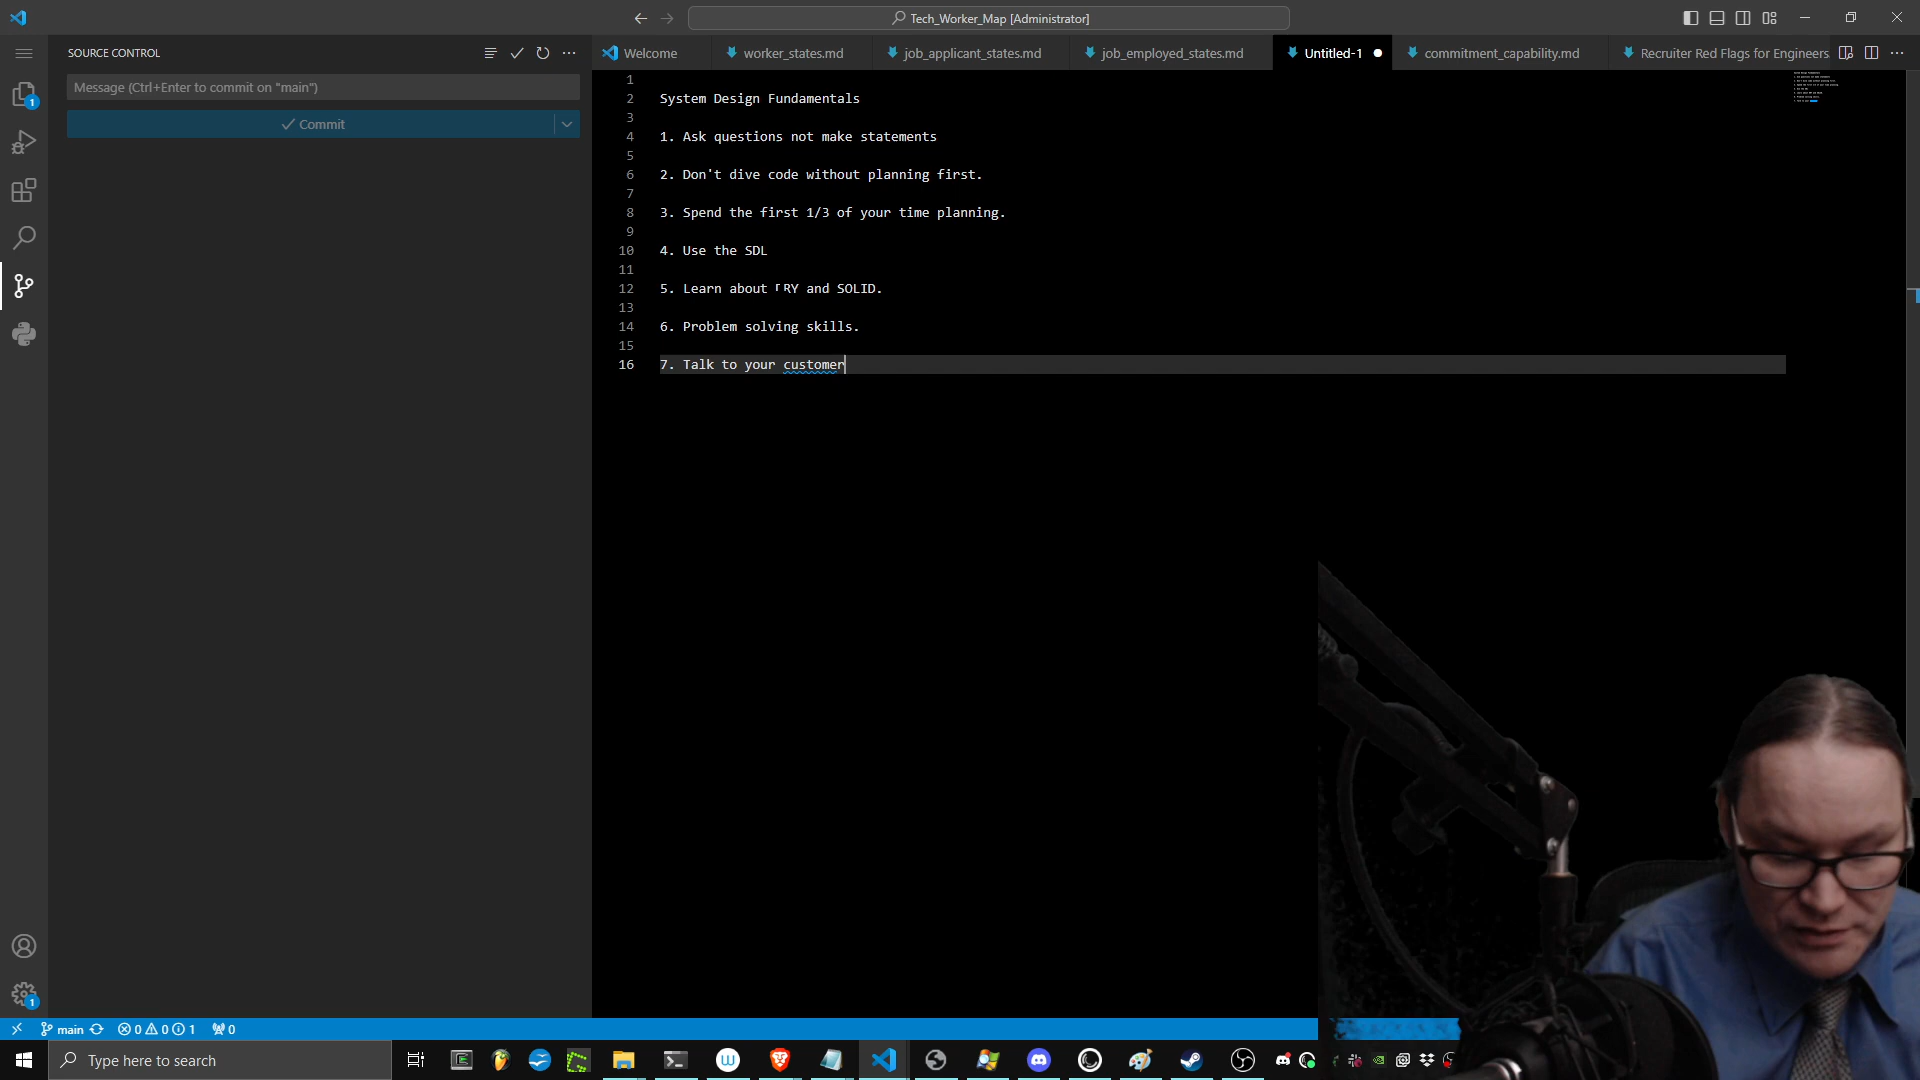 Tech_Worker_Map [Administrator]
SOURCE CONTROL
Welcome
worker_states.md
job_applicant_states.md
job_employed_states.md
Untitled-1
commitment_capability.md
Recruiter Red Flags for Engineers
Message (Ctrl+Enter to commit on "main")
Commit
1
2 System Design Fundamentals
3
4 1. Ask questions not make statements
5
6 2. Don't dive code without planning first.
7
8 3. Spend the first 1/3 of your time planning.
9
10 4. Use the SDL
11
12 5. Learn about RY and SOLID.
13
14 6. Problem solving skills.
15
16 7. Talk to your customer
1
1
main 0 0 1 0
Type here to search